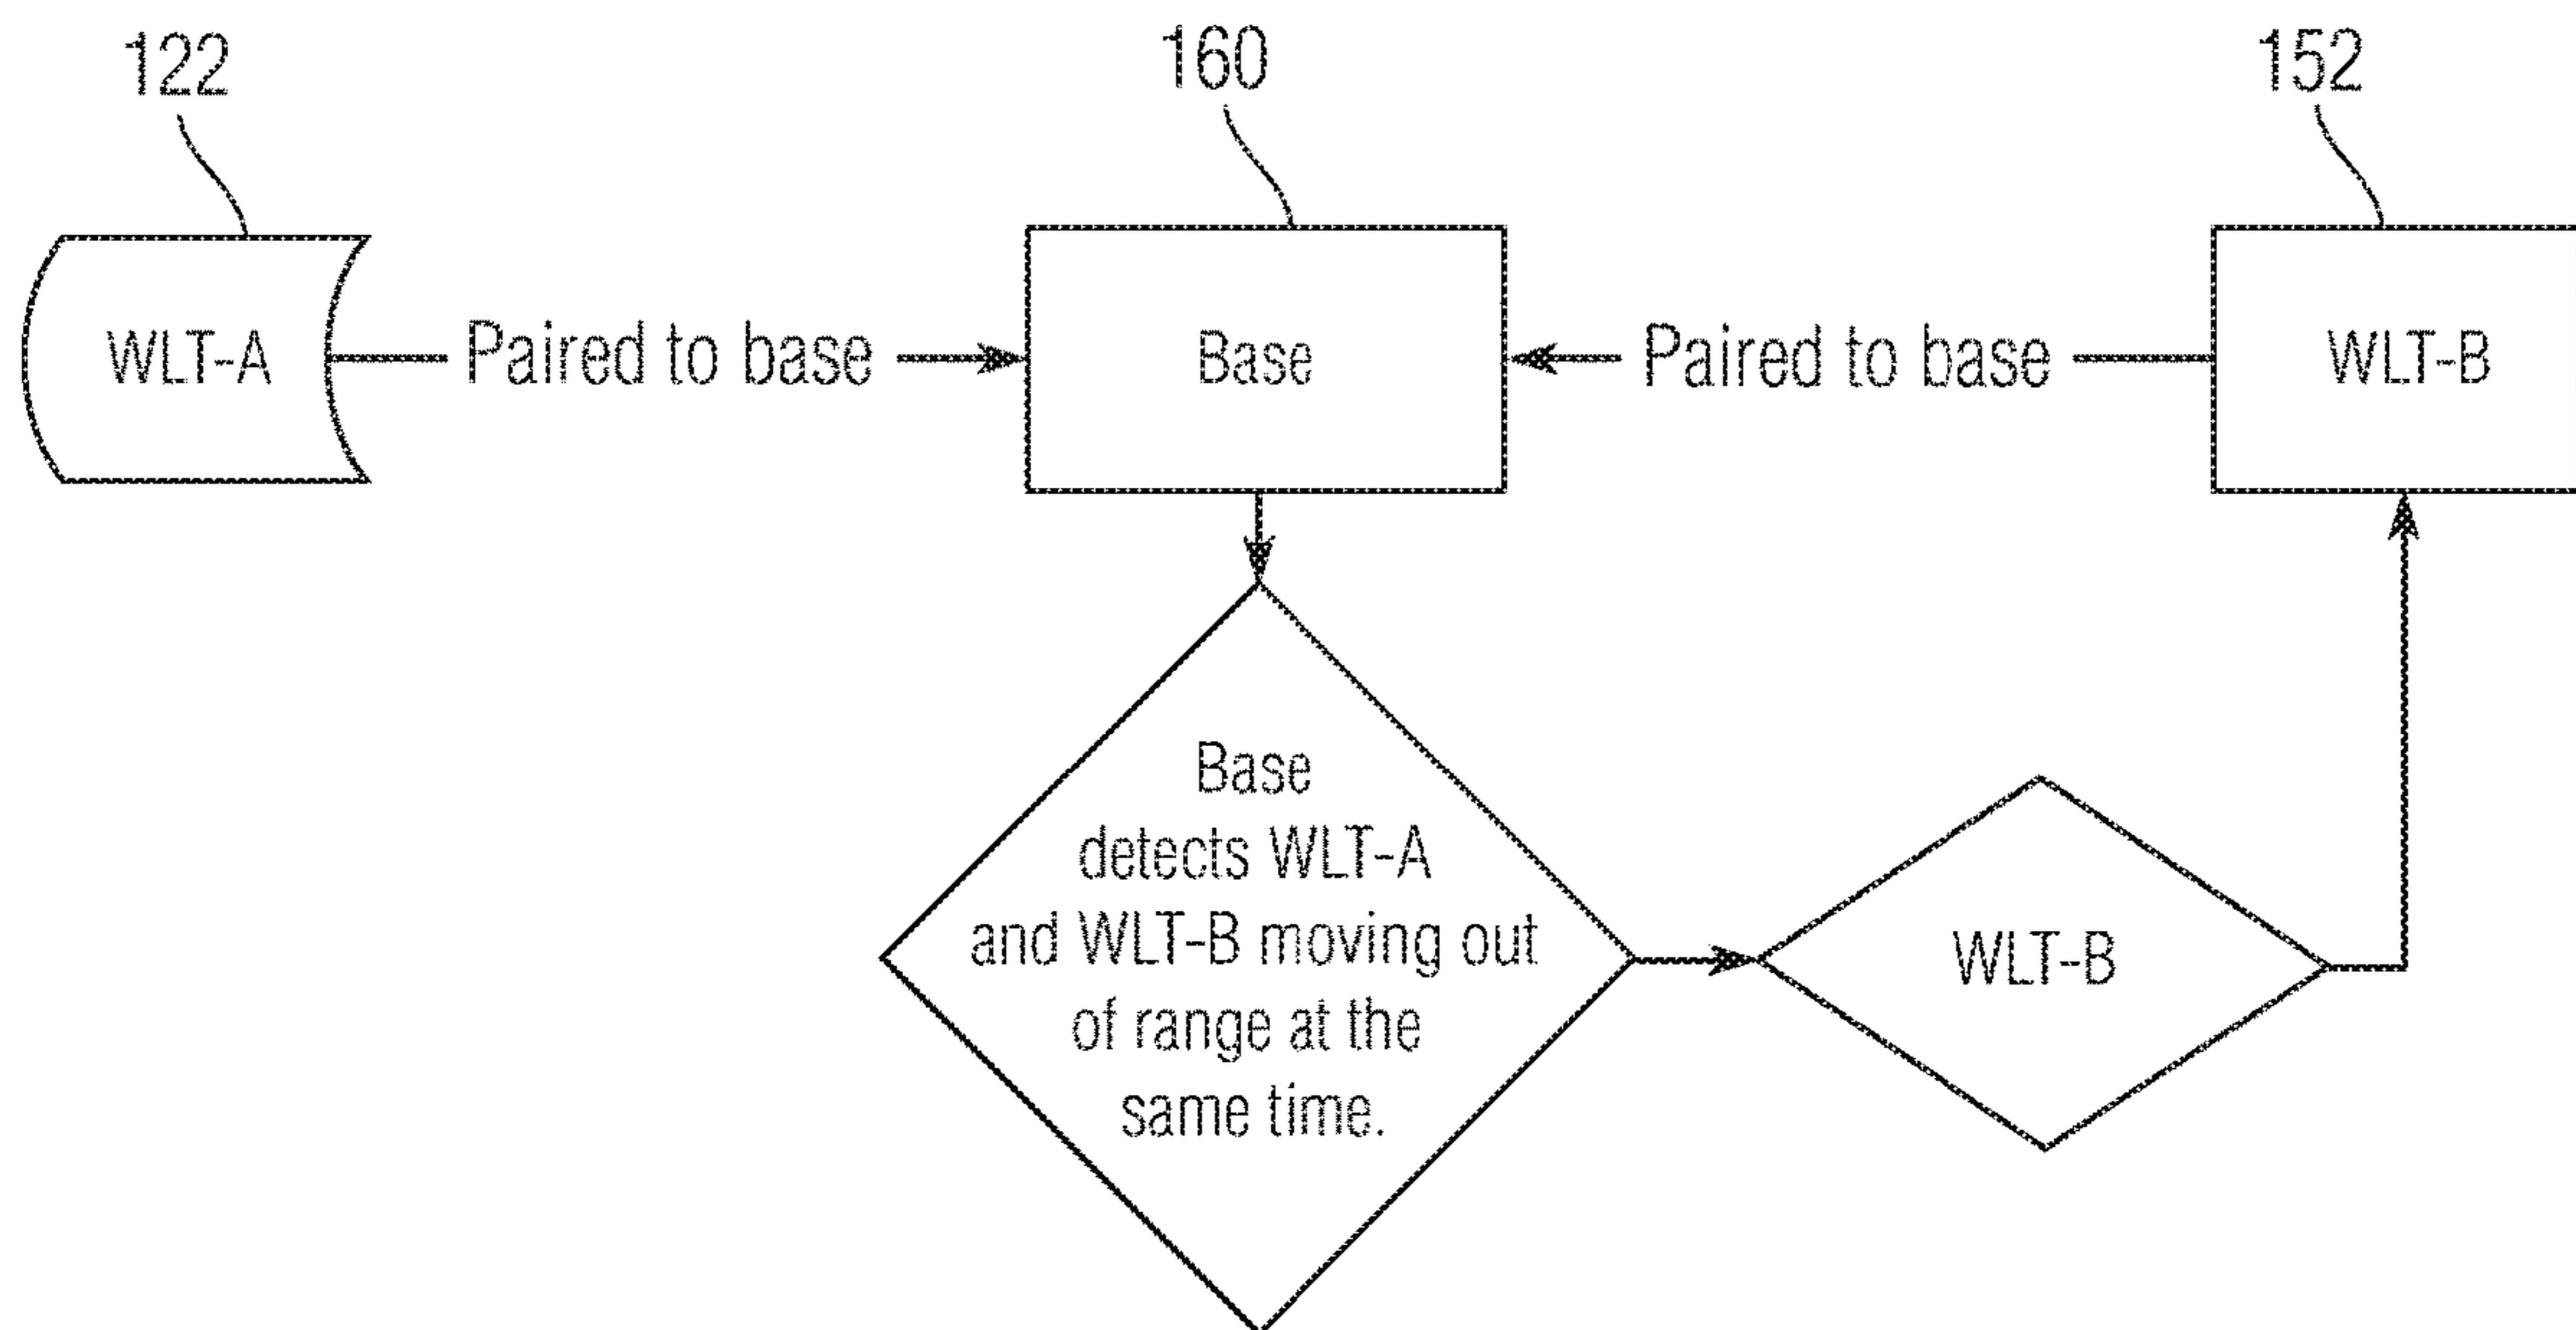 122
160
152
WLT-A
Paired to base
Base
Paired to base
WLT-B
Base
detects WLT-A
and WLT-B moving out
of range at the
same time.
WLT-B